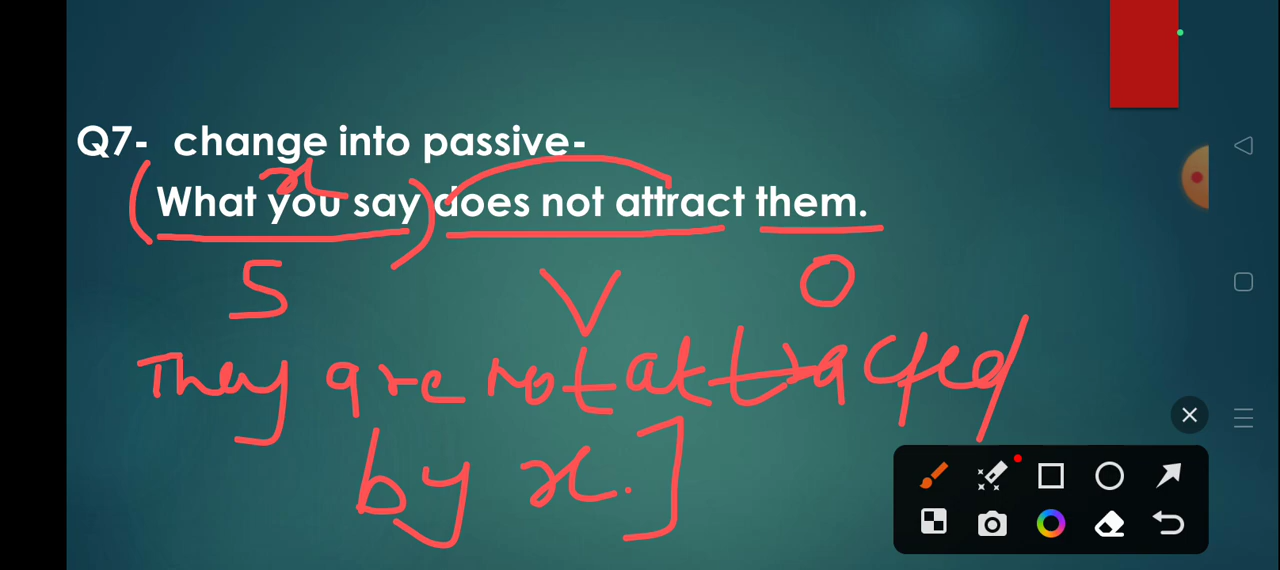 Q7- change into passive-
x
What you say does not attract them.
S V O
They are not attracted
by x.